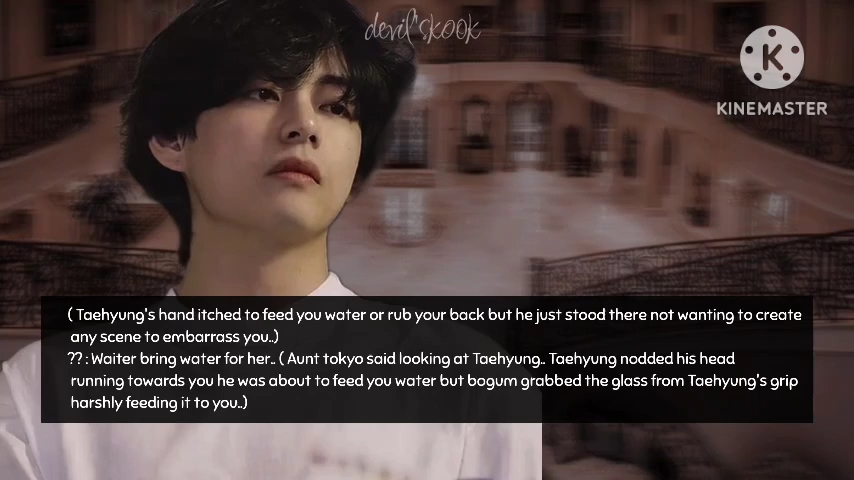 devil'skook
K
KINEMASTER
( Taehyung's hand itched to feed you water or rub your back but he just stood there not wanting to create
any scene to embarrass you..)
?? : Waiter bring water for her.. ( Aunt tokyo said looking at Taehyung.. Taehyung nodded his head
running towards you he was about to feed you water but bogum grabbed the glass from Taehyung's grip
harshly feeding it to you..)